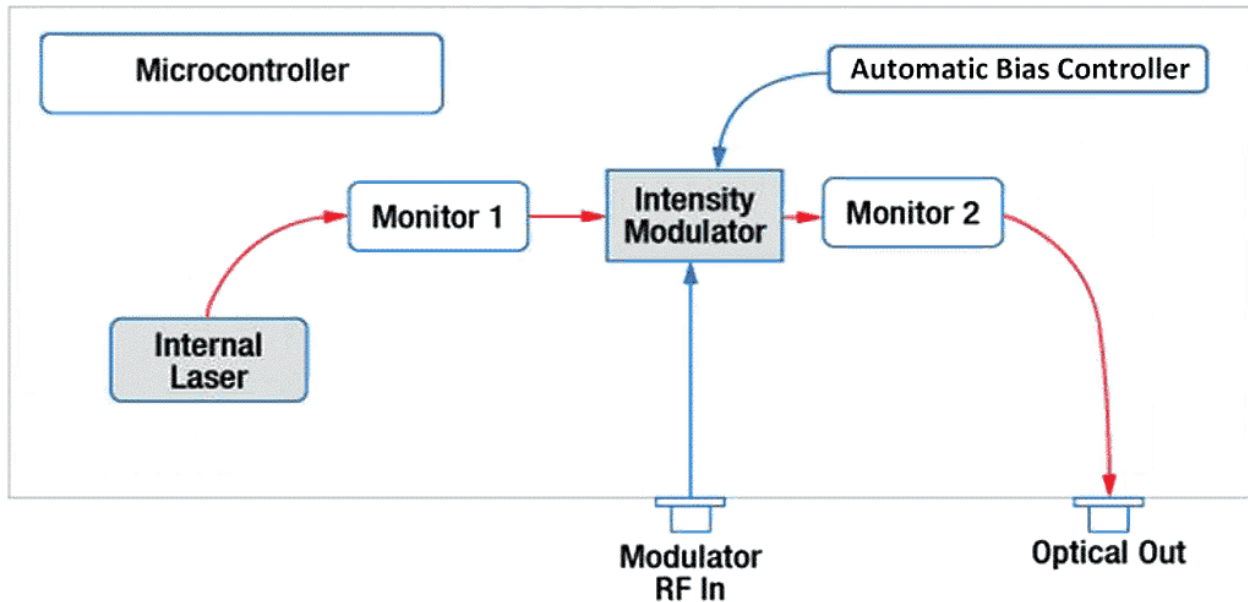 Microcontroller
Automatic Bias Controller
Monitor 1
Intensity
Modulator
Monitor 2
Internal
Laser
Modulator
RF In
Optical Out